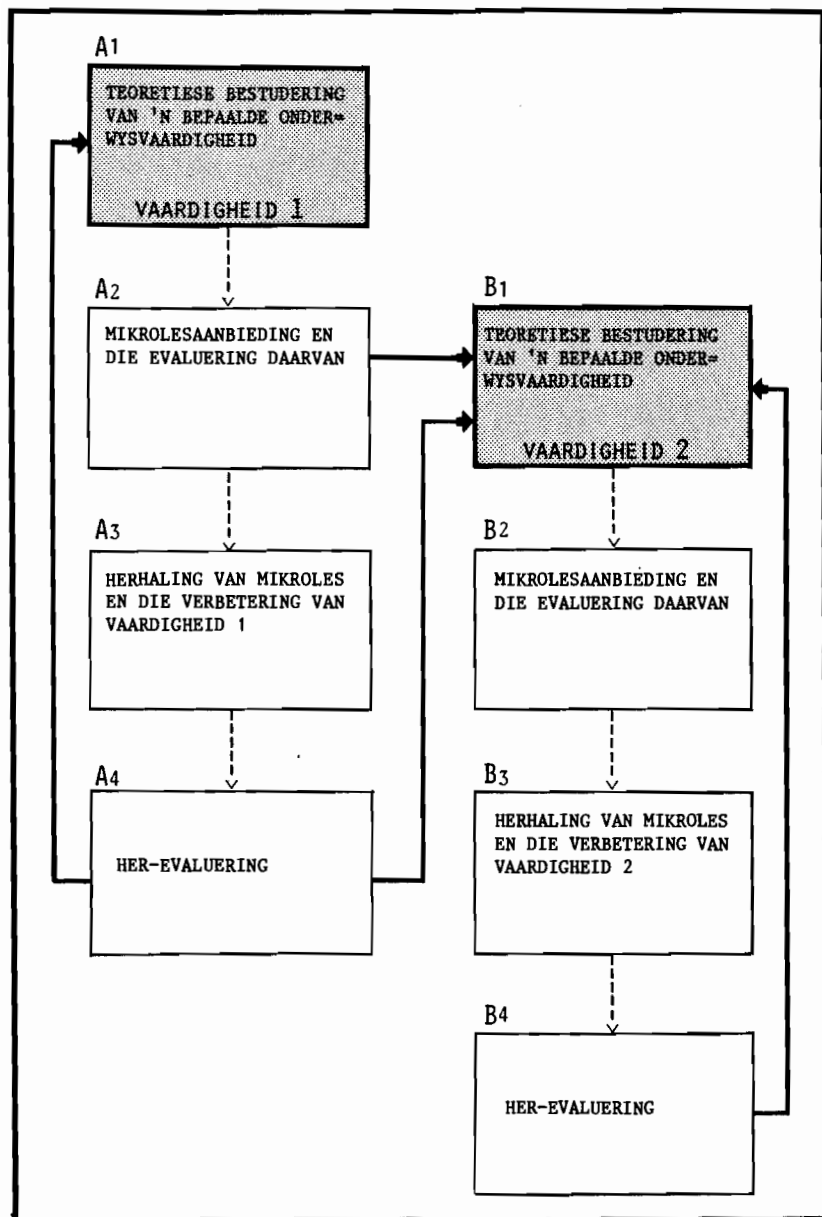 A1
TEORETIESE BESTUDERING
VAN 'N BEPAALDE ONDER=
WYSVAARDIGHEID
VAARDIGHEID 1
A2
MIKROLESAANBIEDING EN
DIE EVALUERING DAARVAN
A3
HERHALING VAN MIKROLES
EN DIE VERBETERING VAN
VAARDIGHEID 1
A4
HER-EVALUERING
B1
TEORETIESE BESTUDERING
VAN 'N BEPAALDE ONDER=
WYSVAARDIGHEID
VAARDIGHEID 2
B2
MIKROLESAANBIEDING EN
DIE EVALUERING DAARVAN
B3
HERHALING VAN MIKROLES
EN DIE VERBETERING VAN
VAARDIGHEID 2
B4
HER-EVALUERING